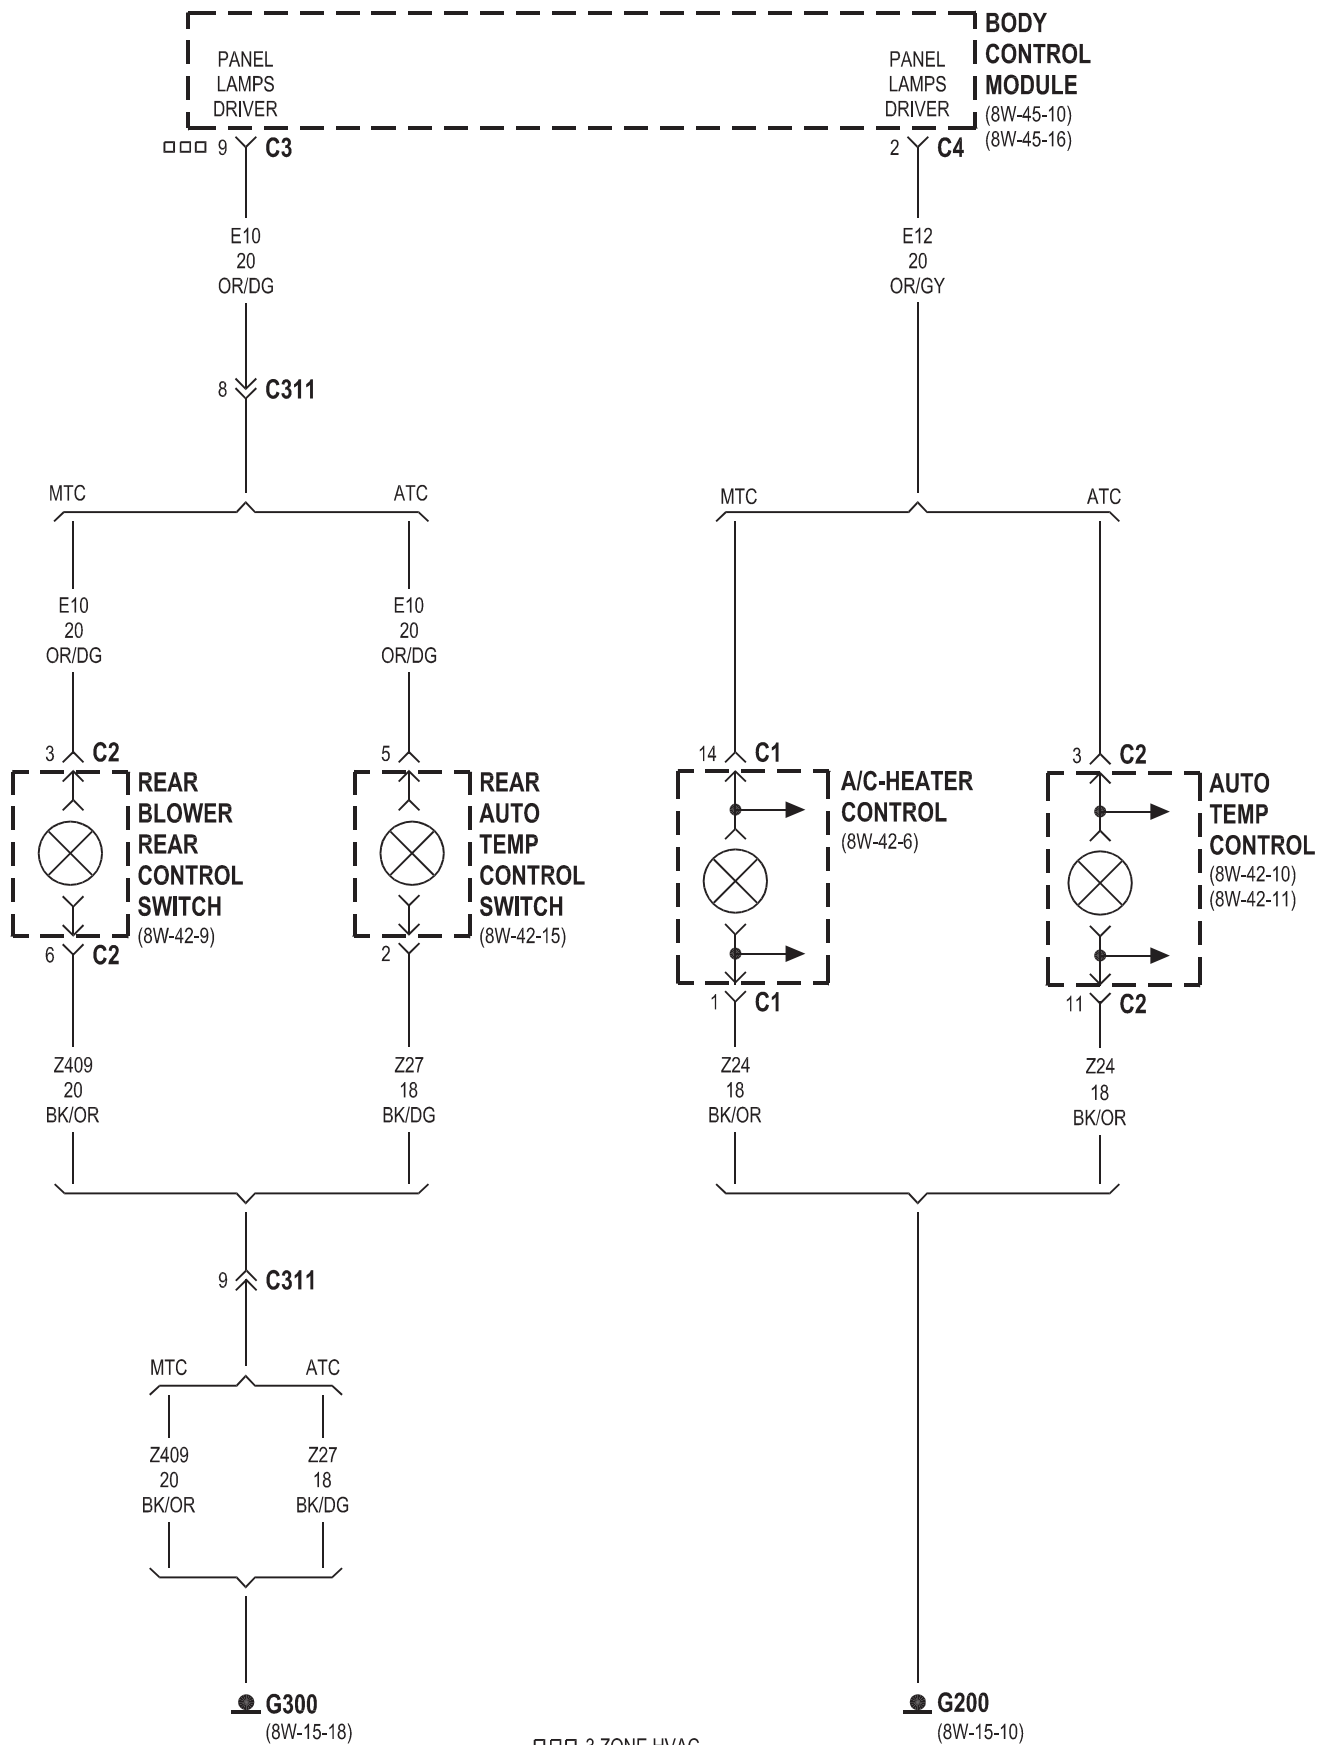 BODY
CONTROL
MODULE
(8W-45-10)
(8W-45-16)
PANEL
LAMPS
DRIVER
PANEL
LAMPS
DRIVER
9 C3
2 C4
E10
20
OR/DG
E12
20
OR/GY
8 C311
MTC
ATC
MTC
ATC
E10
20
OR/DG
E10
20
OR/DG
3 C2
5
14 C1
3 C2
REAR
BLOWER
REAR
CONTROL
SWITCH
(8W-42-9)
REAR
AUTO
TEMP
CONTROL
SWITCH
(8W-42-15)
A/C-HEATER
CONTROL
(8W-42-6)
AUTO
TEMP
CONTROL
(8W-42-10)
(8W-42-11)
6 C2
2
1 C1
11 C2
Z409
20
BK/OR
Z27
18
BK/DG
Z24
18
BK/OR
Z24
18
BK/OR
9 C311
MTC
ATC
Z409
20
BK/OR
Z27
18
BK/DG
G300
(8W-15-18)
G200
(8W-15-10)
3 ZONE HVAC